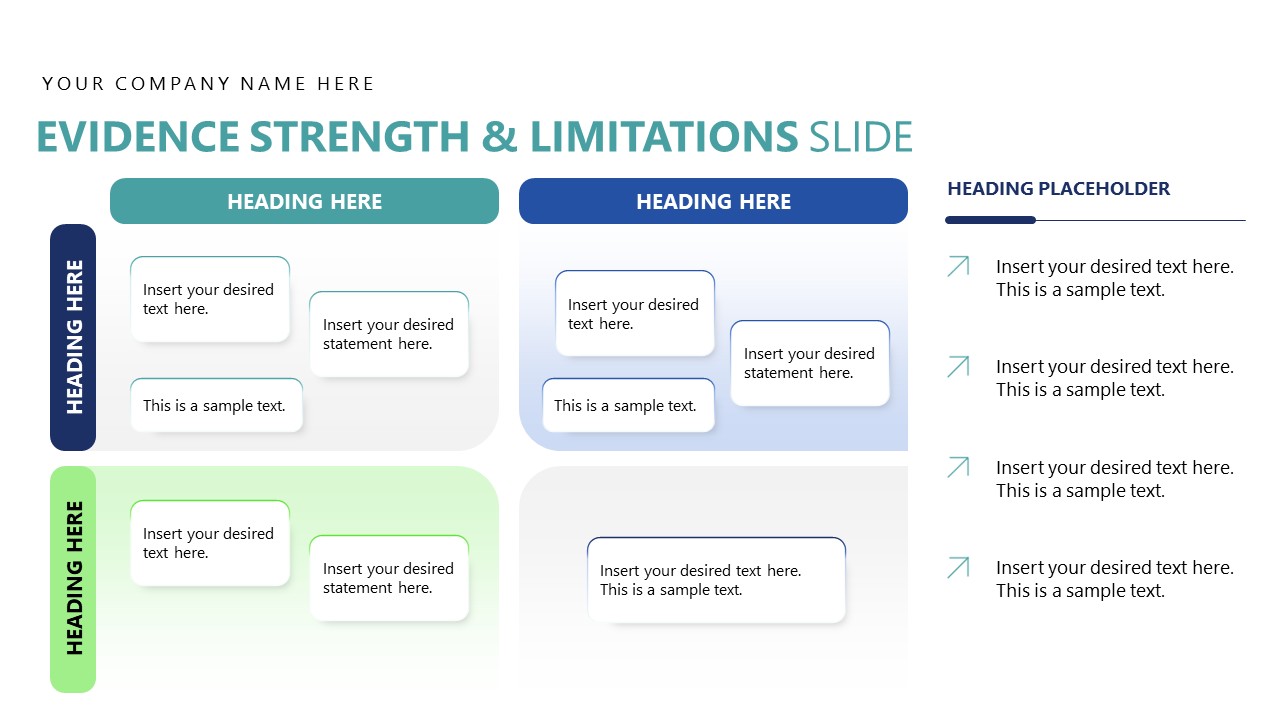 YOUR COMPANY NAME HERE
EVIDENCE STRENGTH & LIMITATIONS SLIDE
HEADING HERE
HEADING HERE
HEADING HERE
Insert your desired
text here.
Insert your desired
statement here.
This is a sample text.
Insert your desired
text here.
Insert your desired
statement here.
This is a sample text.
HEADING HERE
Insert your desired
text here.
Insert your desired
statement here.
Insert your desired text here.
This is a sample text.
HEADING PLACEHOLDER
Insert your desired text here.
This is a sample text.
Insert your desired text here.
This is a sample text.
Insert your desired text here.
This is a sample text.
Insert your desired text here.
This is a sample text.